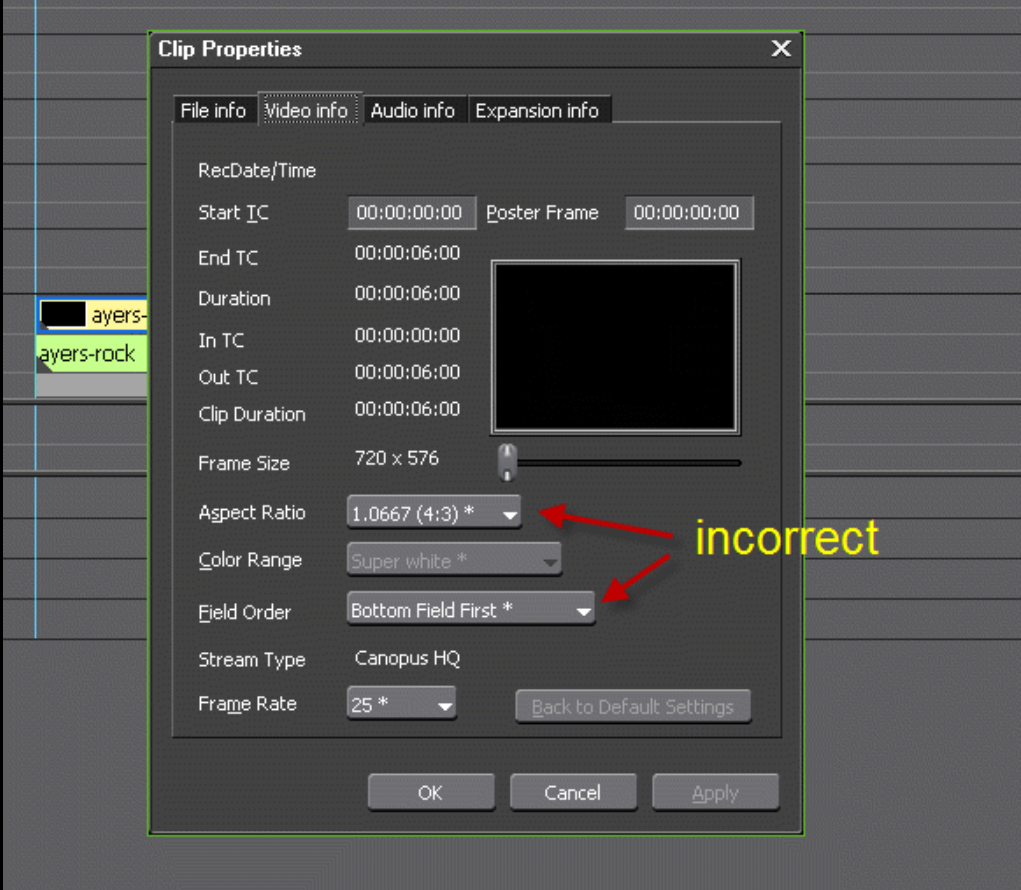 Clip Properties
File info Video info Audio info Expansion info
RecDate/Time
Start TC 00:00:00:00 Poster Frame 00:00:00:00
End TC 00:00:06:00
Duration 00:00:06:00
In TC 00:00:00:00
Out TC 00:00:06:00
Clip Duration 00:00:06:00
ayers-
ayers-rock
Frame Size 720 x 576
Aspect Ratio 1.0667 (4:3) *
incorrect
Color Range Super white *
Field Order Bottom Field First *
Stream Type Canopus HQ
Frame Rate 25 * Back to Default Settings
OK Cancel Apply